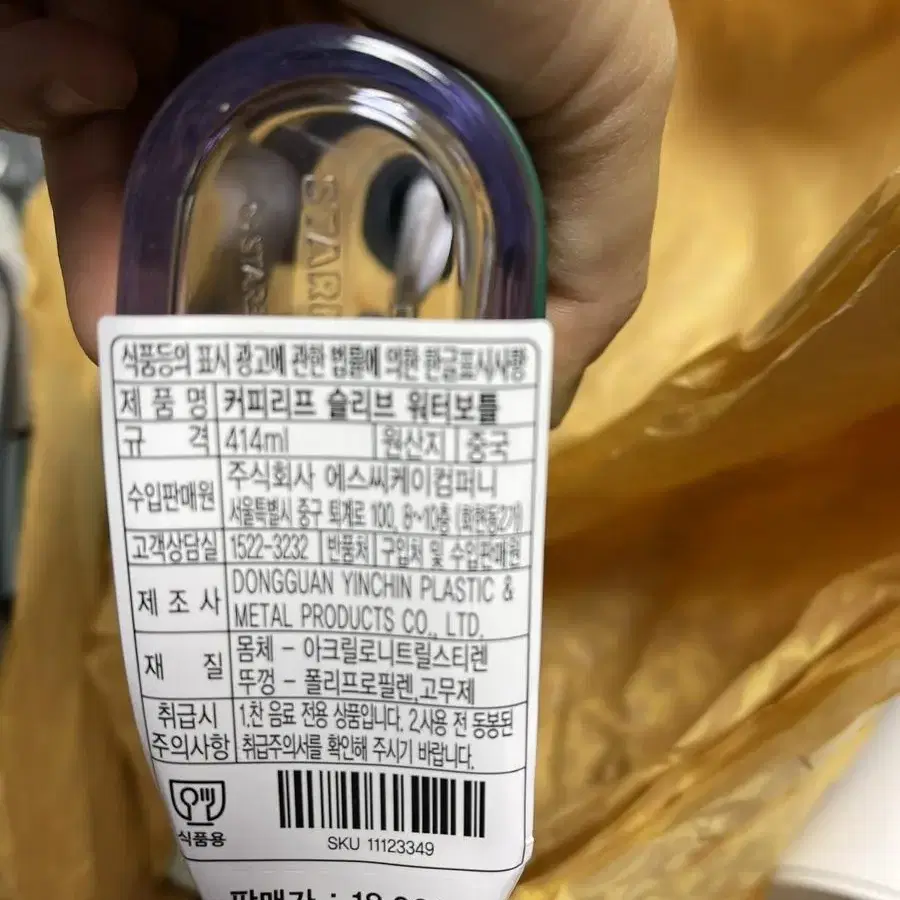 STAR
식품등의 표시 광고에 관한 법률에 의한 한글표시사항
제 품 명 커피리프 슬리브 워터보틀
규 격 414ml 원산지 중국
수입판매원 주식회사 에스씨케이컴퍼니
서울특별시 중구 퇴계로 100, 8~10층 (회현동2가)
고객상담실 1522-3232 반품처 구입처 및 수입판매원
제 조 사 DONGGUAN YINCHIN PLASTIC &
METAL PRODUCTS CO., LTD.
재 질 몸체 - 아크릴로니트릴스티렌
뚜껑 - 폴리프로필렌,고무제
취급시 주의사항 1.찬 음료 전용 상품입니다. 2.사용 전 동봉된
취급주의서를 확인해 주시기 바랍니다.
식품용
SKU 11123349
판매가 :